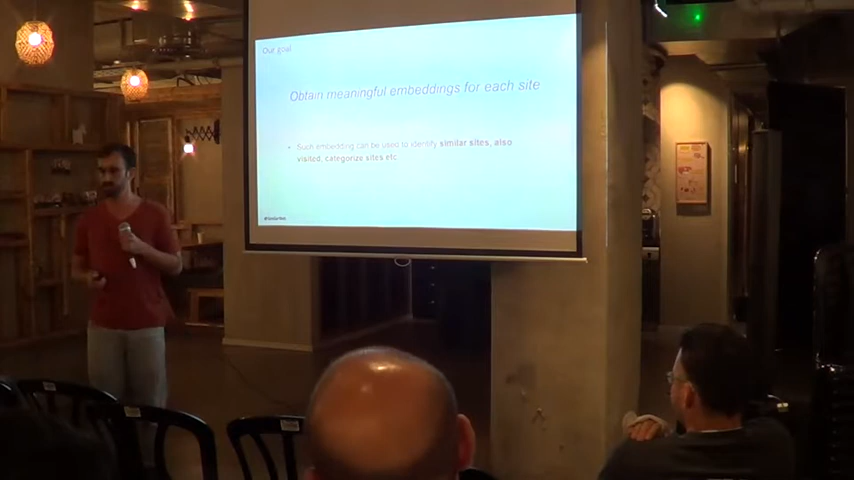 Our goal
Obtain meaningful embeddings for each site
• Such embedding can be used to identify similar sites, also
visited, categorize sites etc